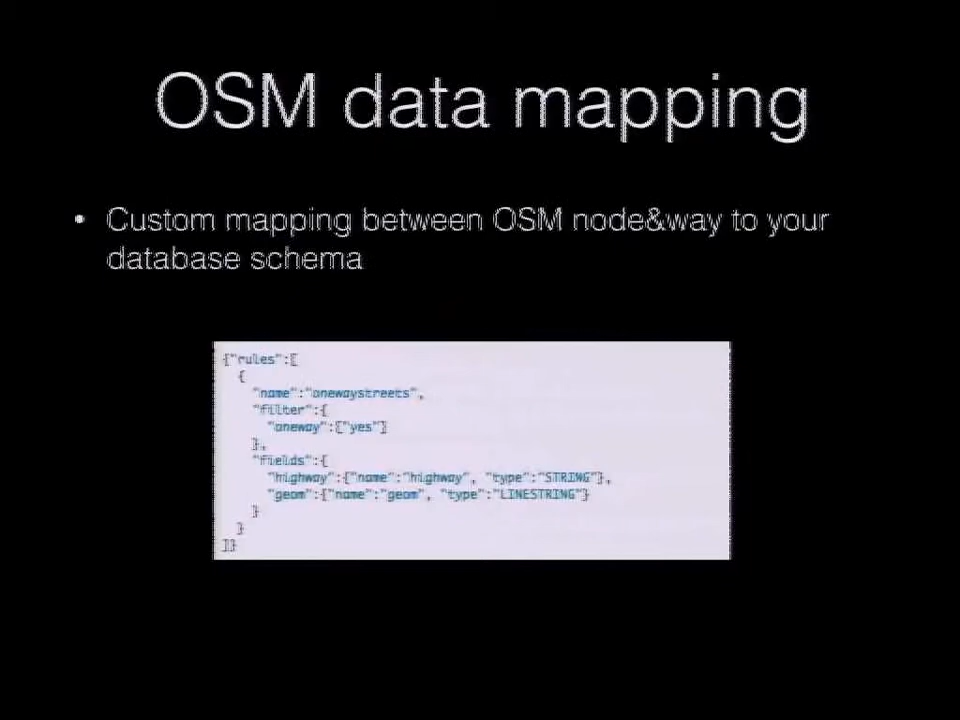 OSM data mapping
• Custom mapping between OSM node&way to your
database schema
{"rules":[
{
"name":"onewaystreets",
"filter":{
"oneway":["yes"]
},
"fields":{
"highway":{"name":"highway", "type":"STRING"},
"geom":{"name":"geom", "type":"LINESTRING"}
}
}
]}